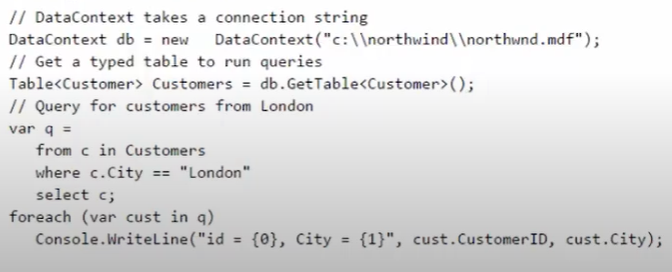 // DataContext takes a connection string
DataContext db = new   DataContext("c:\\northwind\\northwnd.mdf");
// Get a typed table to run queries
Table<Customer> Customers = db.GetTable<Customer>();
// Query for customers from London
var q =
   from c in Customers
   where c.City == "London"
   select c;
foreach (var cust in q)
   Console.WriteLine("id = {0}, City = {1}", cust.CustomerID, cust.City);